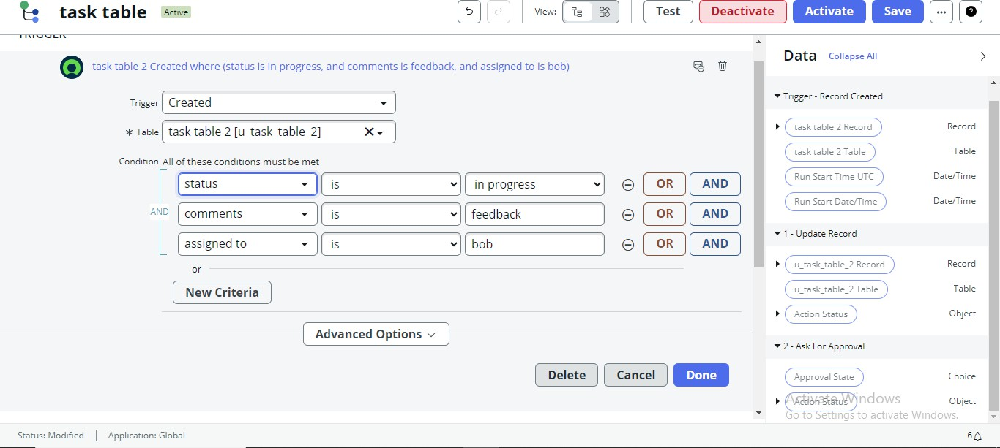 task table Active View: Test Deactivate Activate Save
TRIGGER
task table 2 Created where (status is in progress, and comments is feedback, and assigned to is bob)
Trigger Created
* Table task table 2 [u_task_table_2]
Condition All of these conditions must be met
AND
status is in progress OR AND
comments is feedback OR AND
assigned to is bob OR AND
or
New Criteria
Advanced Options
Delete Cancel Done
Data Collapse All
Trigger - Record Created
task table 2 Record Record
task table 2 Table Table
Run Start Time UTC Date/Time
Run Start Date/Time Date/Time
1 - Update Record
u_task_table_2 Record Record
u_task_table_2 Table Table
Action Status Object
2 - Ask For Approval
Approval State Choice
Action Status Object
Activate Windows
Go to Settings to activate Windows.
Status: Modified Application: Global 6